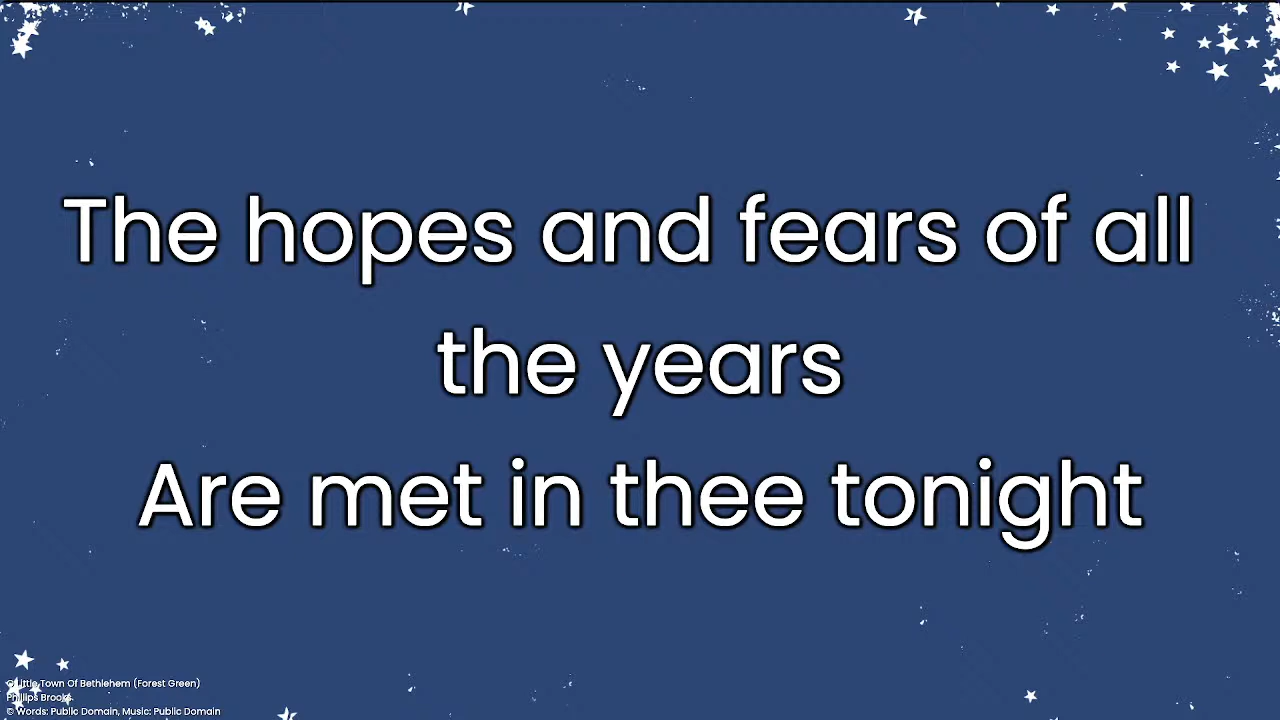 The hopes and fears of all
the years
Are met in thee tonight
O Little Town Of Bethlehem (Forest Green)
Phillips Brooks
© Words: Public Domain, Music: Public Domain